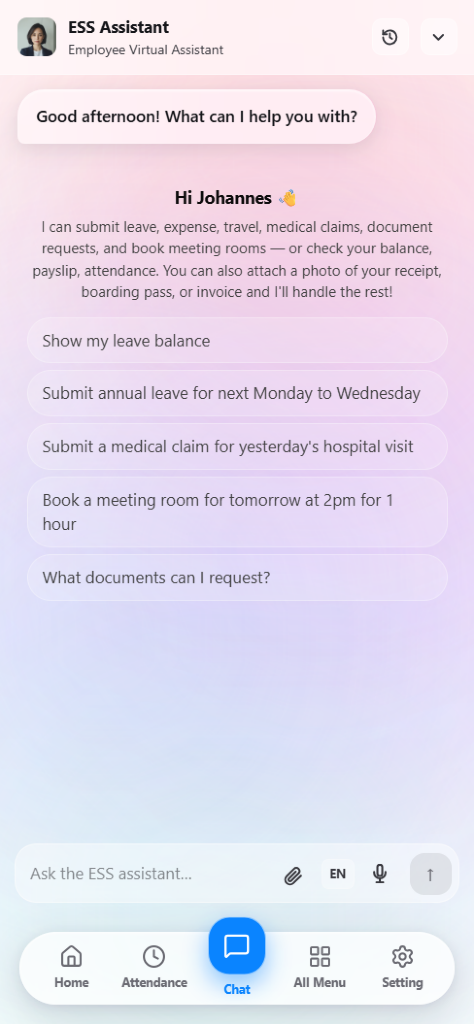 ESS Assistant
Employee Virtual Assistant
Good afternoon! What can I help you with?
Hi Johannes 👋
I can submit leave, expense, travel, medical claims, document
requests, and book meeting rooms — or check your balance,
payslip, attendance. You can also attach a photo of your receipt,
boarding pass, or invoice and I'll handle the rest!
Show my leave balance
Submit annual leave for next Monday to Wednesday
Submit a medical claim for yesterday's hospital visit
Book a meeting room for tomorrow at 2pm for 1
hour
What documents can I request?
Ask the ESS assistant...
EN
↑
Home
Attendance
Chat
All Menu
Setting